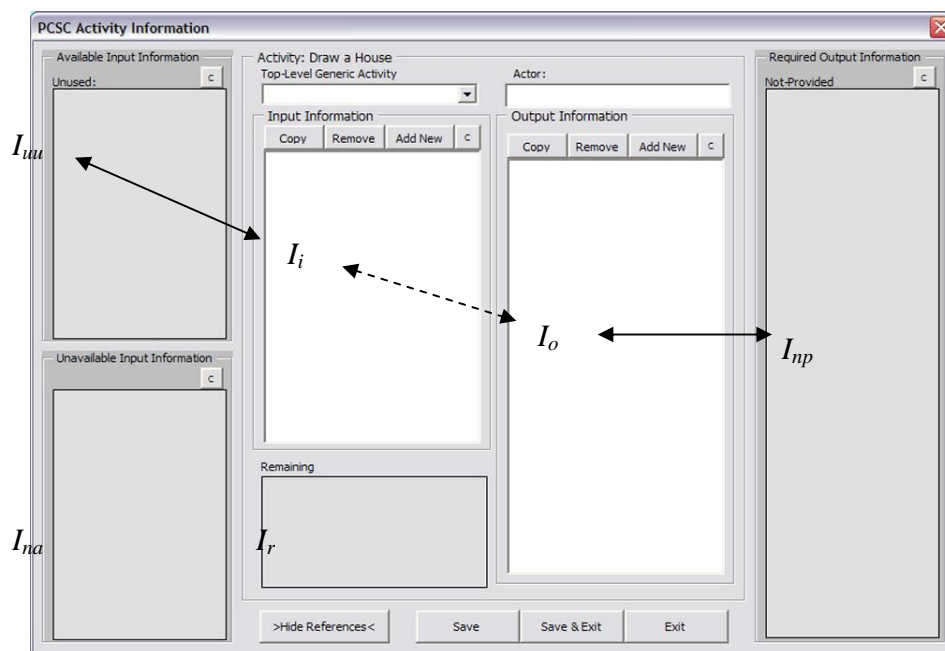 PCSC Activity Information
Available Input Information
Unused:
c
I_uu
Unavailable Input Information
c
I_na
Activity: Draw a House
Top-Level Generic Activity
Actor:
Input Information
Copy Remove Add New c
I_i
Remaining
I_r
Output Information
Copy Remove Add New c
I_o
Required Output Information
Not-Provided
c
I_np
>Hide References< Save Save & Exit Exit